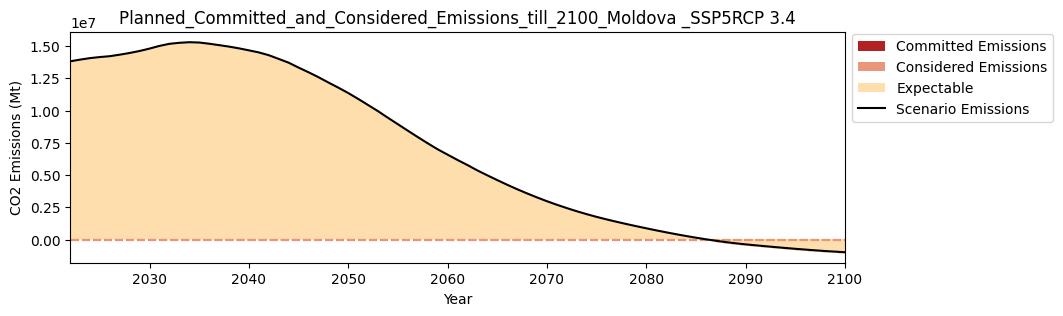 Planned_Committed_and_Considered_Emissions_till_2100_Moldova _SSP5RCP 3.4
1e7
1.50
1.25
1.00
0.75
0.50
0.25
0.00
CO2 Emissions (Mt)
2030 2040 2050 2060 2070 2080 2090 2100
Year
Committed Emissions
Considered Emissions
Expectable
Scenario Emissions